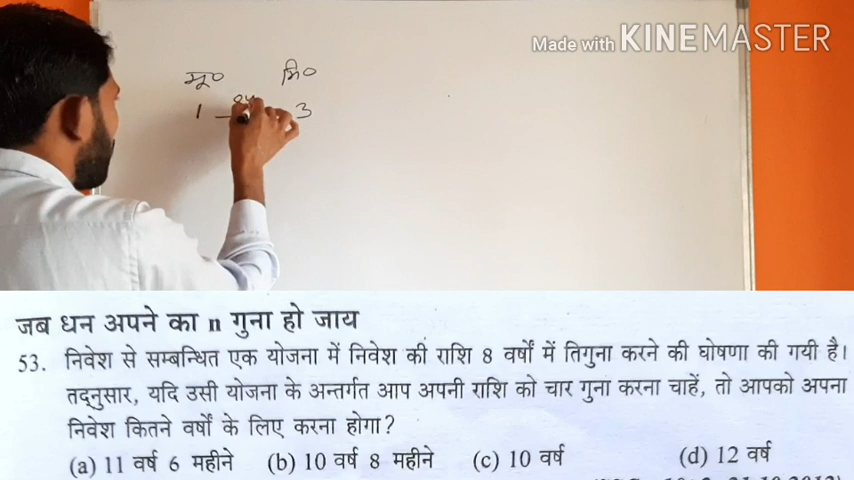 Made with KINEMASTER
मू० मि०
1 3
जब धन अपने का n गुना हो जाय
53. निवेश से सम्बन्धित एक योजना में निवेश की राशि 8 वर्षों में तिगुना करने की घोषणा की गयी है।
तद्नुसार, यदि उसी योजना के अन्तर्गत आप अपनी राशि को चार गुना करना चाहें, तो आपको अपना
निवेश कितने वर्षों के लिए करना होगा?
(a) 11 वर्ष 6 महीने (b) 10 वर्ष 8 महीने (c) 10 वर्ष (d) 12 वर्ष